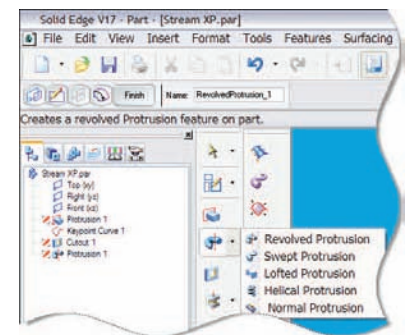 Solid Edge V17 - Part - [Stream XP.par]
File Edit View Insert Format Tools Features Surfacing
Finish Name: RevolvedProtrusion_1
Creates a revolved Protrusion feature on part.
Stream XP.par
Top (xy)
Right (yz)
Front (xz)
Protrusion 1
Keypoint Curve 1
Cutout 1
Protrusion 1
Revolved Protrusion
Swept Protrusion
Lofted Protrusion
Helical Protrusion
Normal Protrusion